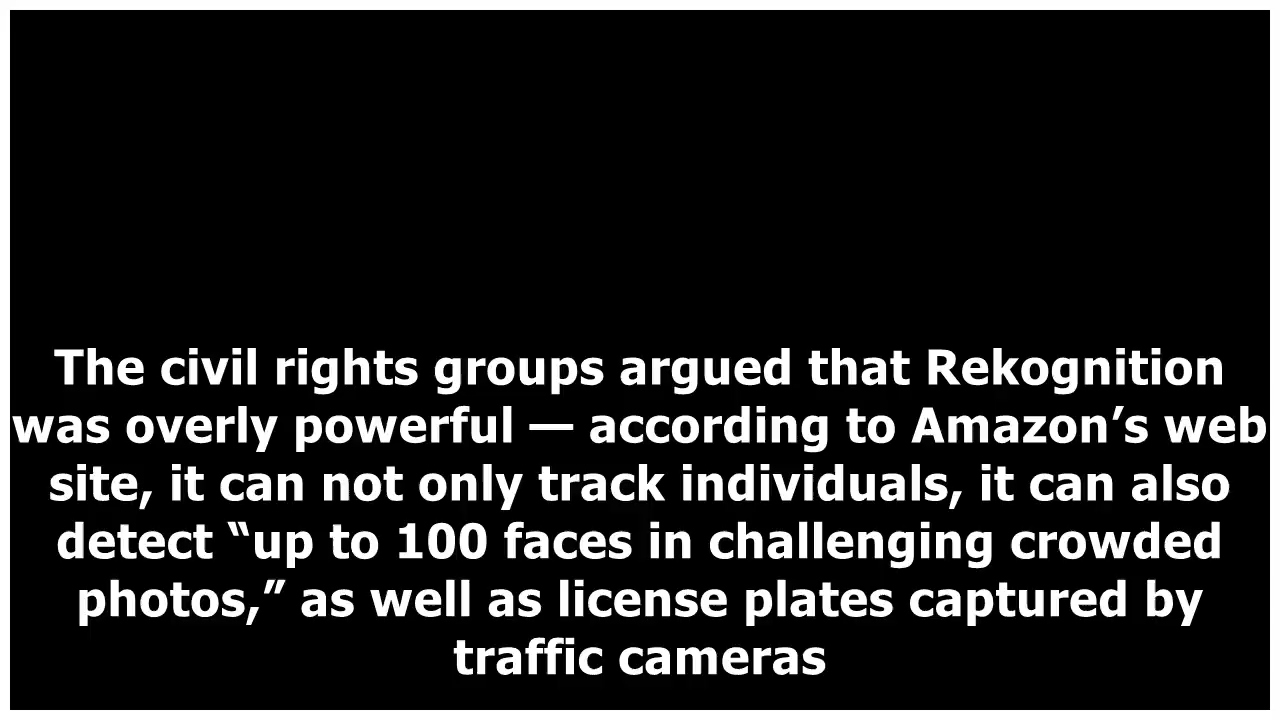 The civil rights groups argued that Rekognition
was overly powerful — according to Amazon’s web
site, it can not only track individuals, it can also
detect “up to 100 faces in challenging crowded
photos,” as well as license plates captured by
traffic cameras